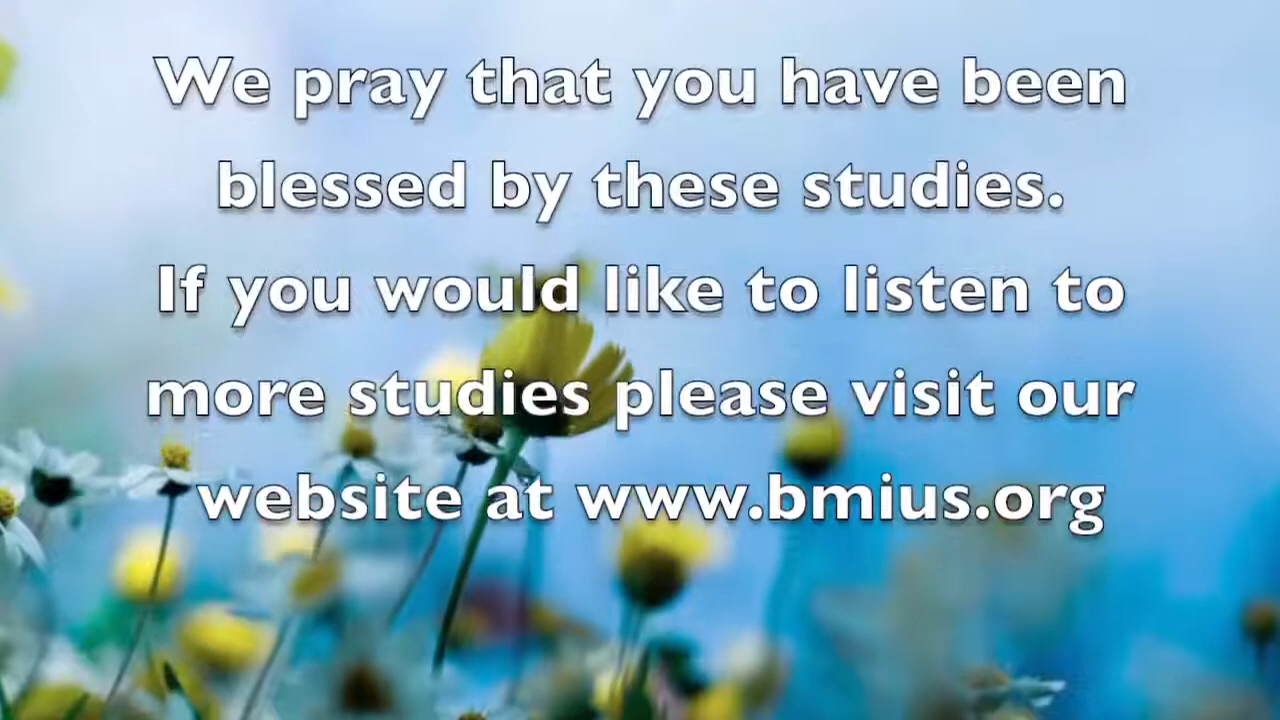 We pray that you have been
blessed by these studies.
If you would like to listen to
more studies please visit our
website at www.bmius.org